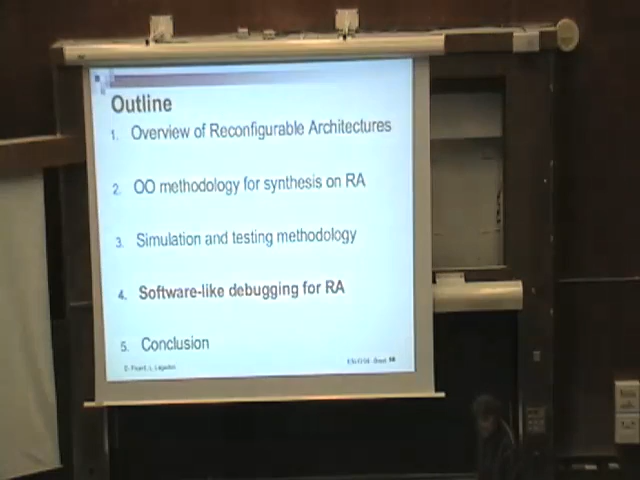 Outline
1. Overview of Reconfigurable Architectures
2. OO methodology for synthesis on RA
3. Simulation and testing methodology
4. Software-like debugging for RA
5. Conclusion